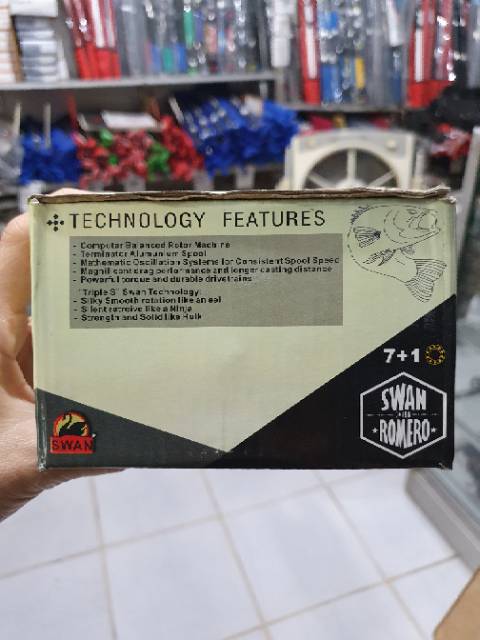 TECHNOLOGY FEATURES
- Computer Balanced Rotor Machine
- Terminator Alumunium Spool
- Mathematic Oscillation Systems for Consistent Spool Speed
- Magnificent drag performance and longer casting distance
- Powerful torque and durable drivetrains
"Triple S" Swan Technology:
- Silky Smooth rotation like an eel
- Silent retreive like a Ninja
- Strength and Solid like Hulk
7+1
SWAN
ROMERO
SWAN